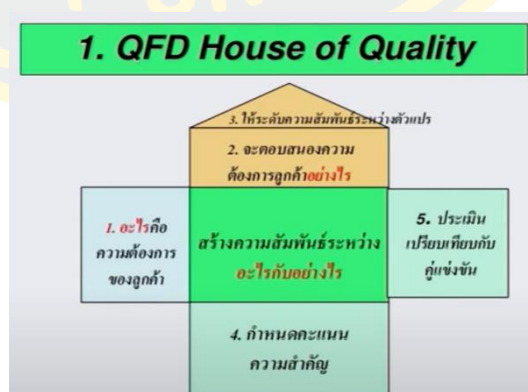 1. QFD House of Quality
3. ให้ระดับความสัมพันธ์ระหว่างตัวแปร
2. จะตอบสนองความ
ต้องการลูกค้าอย่างไร
1. อะไรคือ
ความต้องการ
ของลูกค้า
สร้างความสัมพันธ์ระหว่าง
อะไรกับอย่างไร
5. ประเมิน
เปรียบเทียบกับ
คู่แข่งขัน
4. กำหนดคะแนน
ความสำคัญ